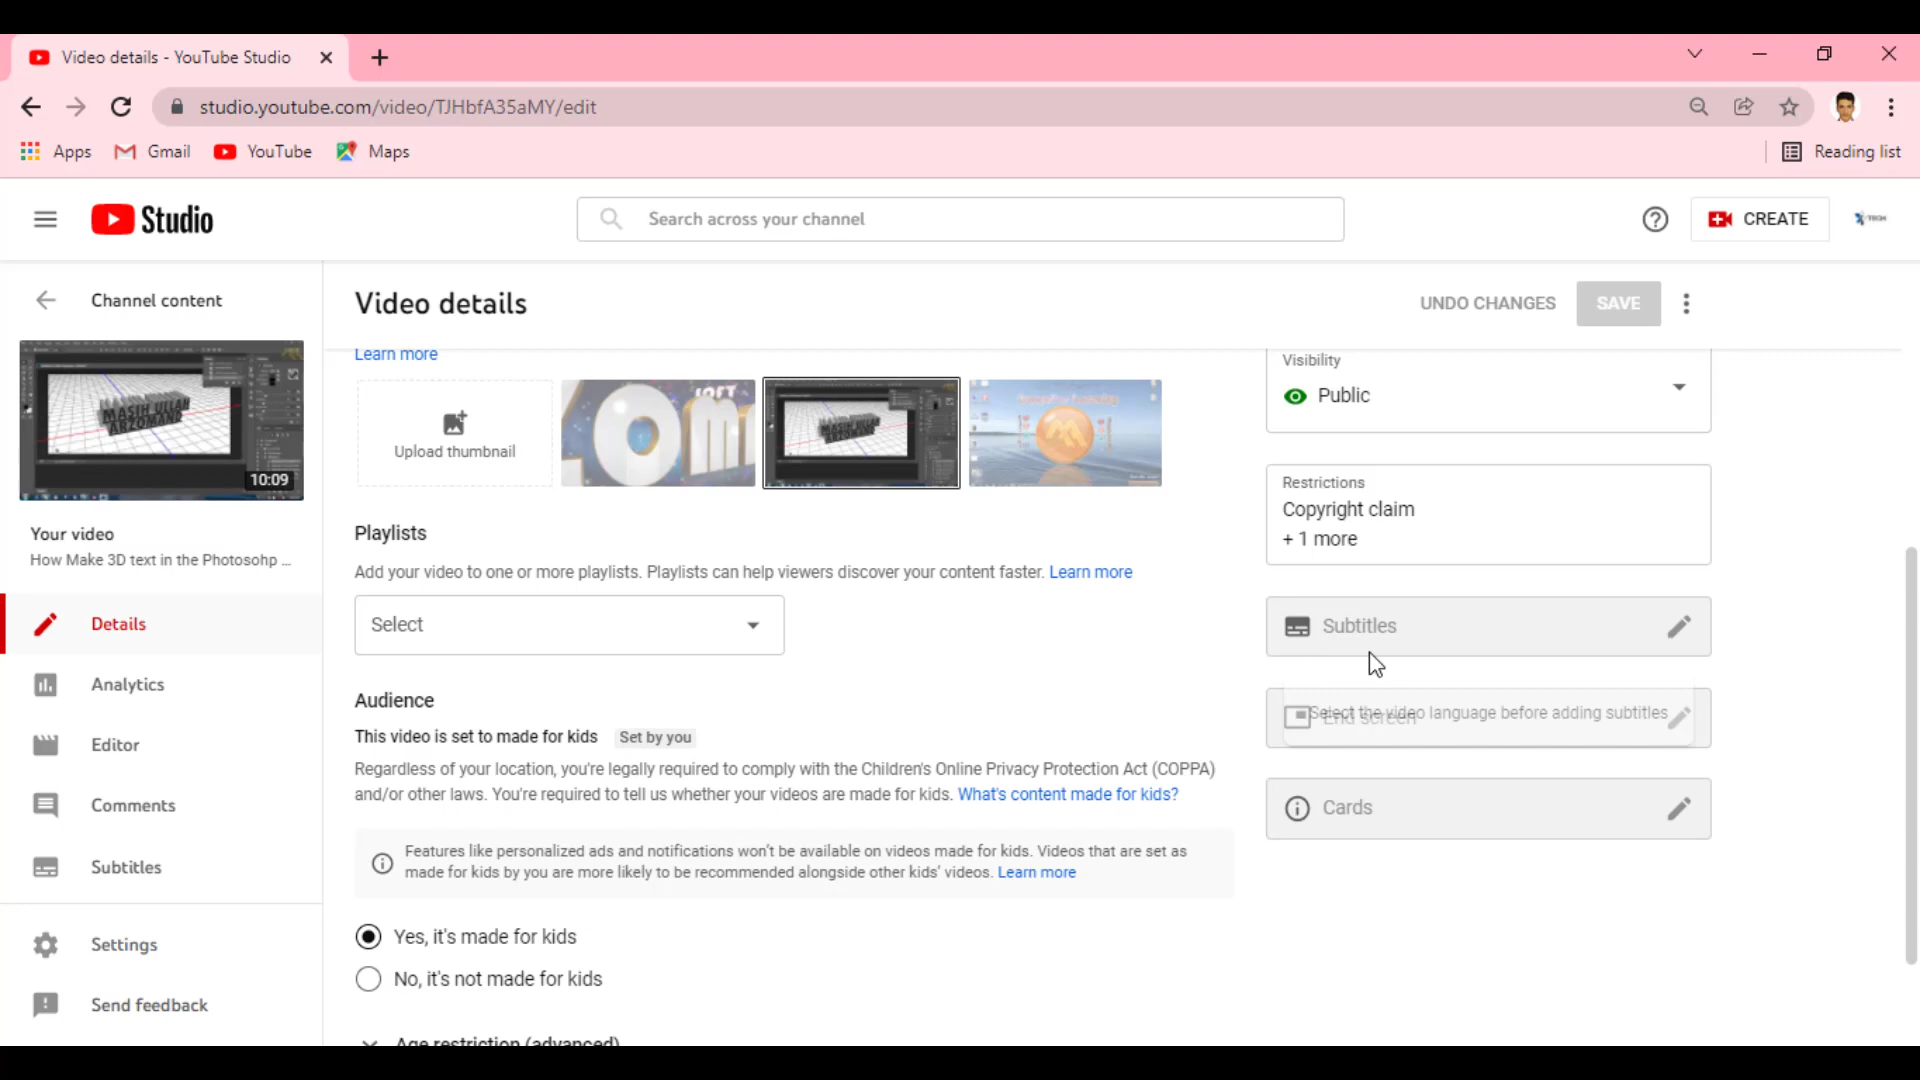 Video details - YouTube Studio
studio.youtube.com/video/TJHbfA35aMY/edit
Apps
Gmail
YouTube
Maps
Reading list
Studio
Search across your channel
CREATE
Channel content
Video details
UNDO CHANGES
SAVE
MASIH ULLAH
ARZOMAND
10:09
Your video
How Make 3D text in the Photosohp ...
Details
Analytics
Editor
Comments
Subtitles
Settings
Send feedback
Learn more
Upload thumbnail
Playlists
Add your video to one or more playlists. Playlists can help viewers discover your content faster. Learn more
Select
Audience
This video is set to made for kids Set by you
Regardless of your location, you're legally required to comply with the Children's Online Privacy Protection Act (COPPA)
and/or other laws. You're required to tell us whether your videos are made for kids. What's content made for kids?
Features like personalized ads and notifications won't be available on videos made for kids. Videos that are set as
made for kids by you are more likely to be recommended alongside other kids' videos. Learn more
Yes, it's made for kids
No, it's not made for kids
Age restriction (advanced)
Visibility
Public
Restrictions
Copyright claim
+ 1 more
Subtitles
Select the video language before adding subtitles
End screen
Cards